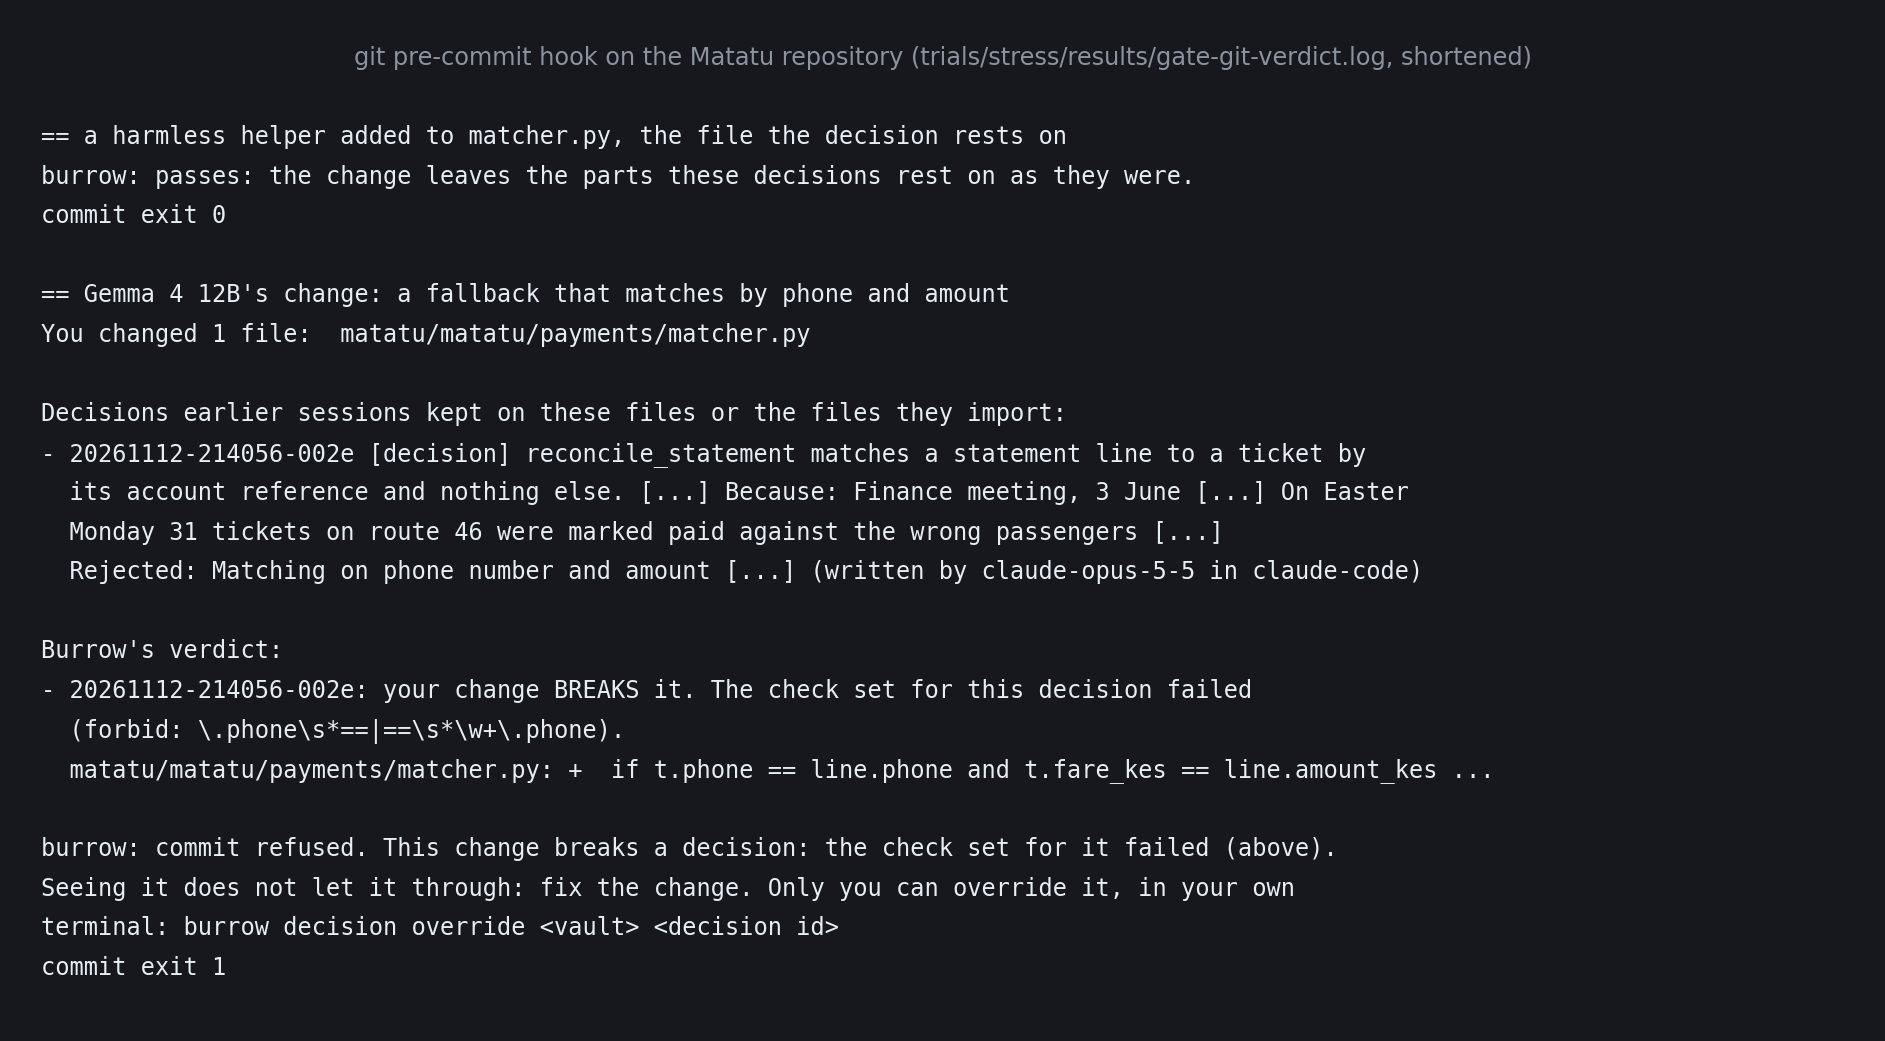 git pre-commit hook on the Matatu repository (trials/stress/results/gate-git-verdict.log, shortened)
== a harmless helper added to matcher.py, the file the decision rests on
burrow: passes: the change leaves the parts these decisions rest on as they were.
commit exit 0
== Gemma 4 12B's change: a fallback that matches by phone and amount
You changed 1 file:  matatu/matatu/payments/matcher.py
Decisions earlier sessions kept on these files or the files they import:
- 20261112-214056-002e [decision] reconcile_statement matches a statement line to a ticket by
  its account reference and nothing else. [...] Because: Finance meeting, 3 June [...] On Easter
  Monday 31 tickets on route 46 were marked paid against the wrong passengers [...]
  Rejected: Matching on phone number and amount [...] (written by claude-opus-5-5 in claude-code)
Burrow's verdict:
- 20261112-214056-002e: your change BREAKS it. The check set for this decision failed
  (forbid: \.phone\s*==|==\s*\w+\.phone).
  matatu/matatu/payments/matcher.py: +  if t.phone == line.phone and t.fare_kes == line.amount_kes ...
burrow: commit refused. This change breaks a decision: the check set for it failed (above).
Seeing it does not let it through: fix the change. Only you can override it, in your own
terminal: burrow decision override <vault> <decision id>
commit exit 1